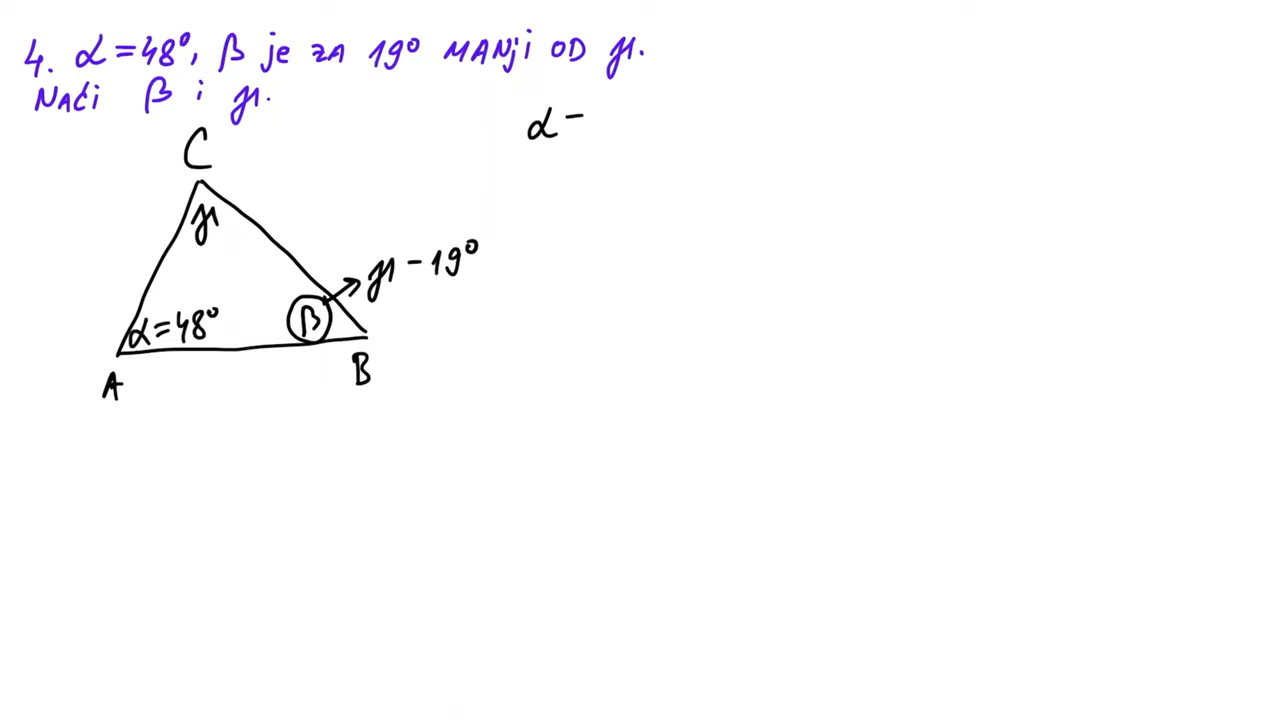 4. α = 48°, β je za 19° MANji OD γ.
NAći β i γ.
α -
C
γ
γ - 19°
α = 48°
β
A
B